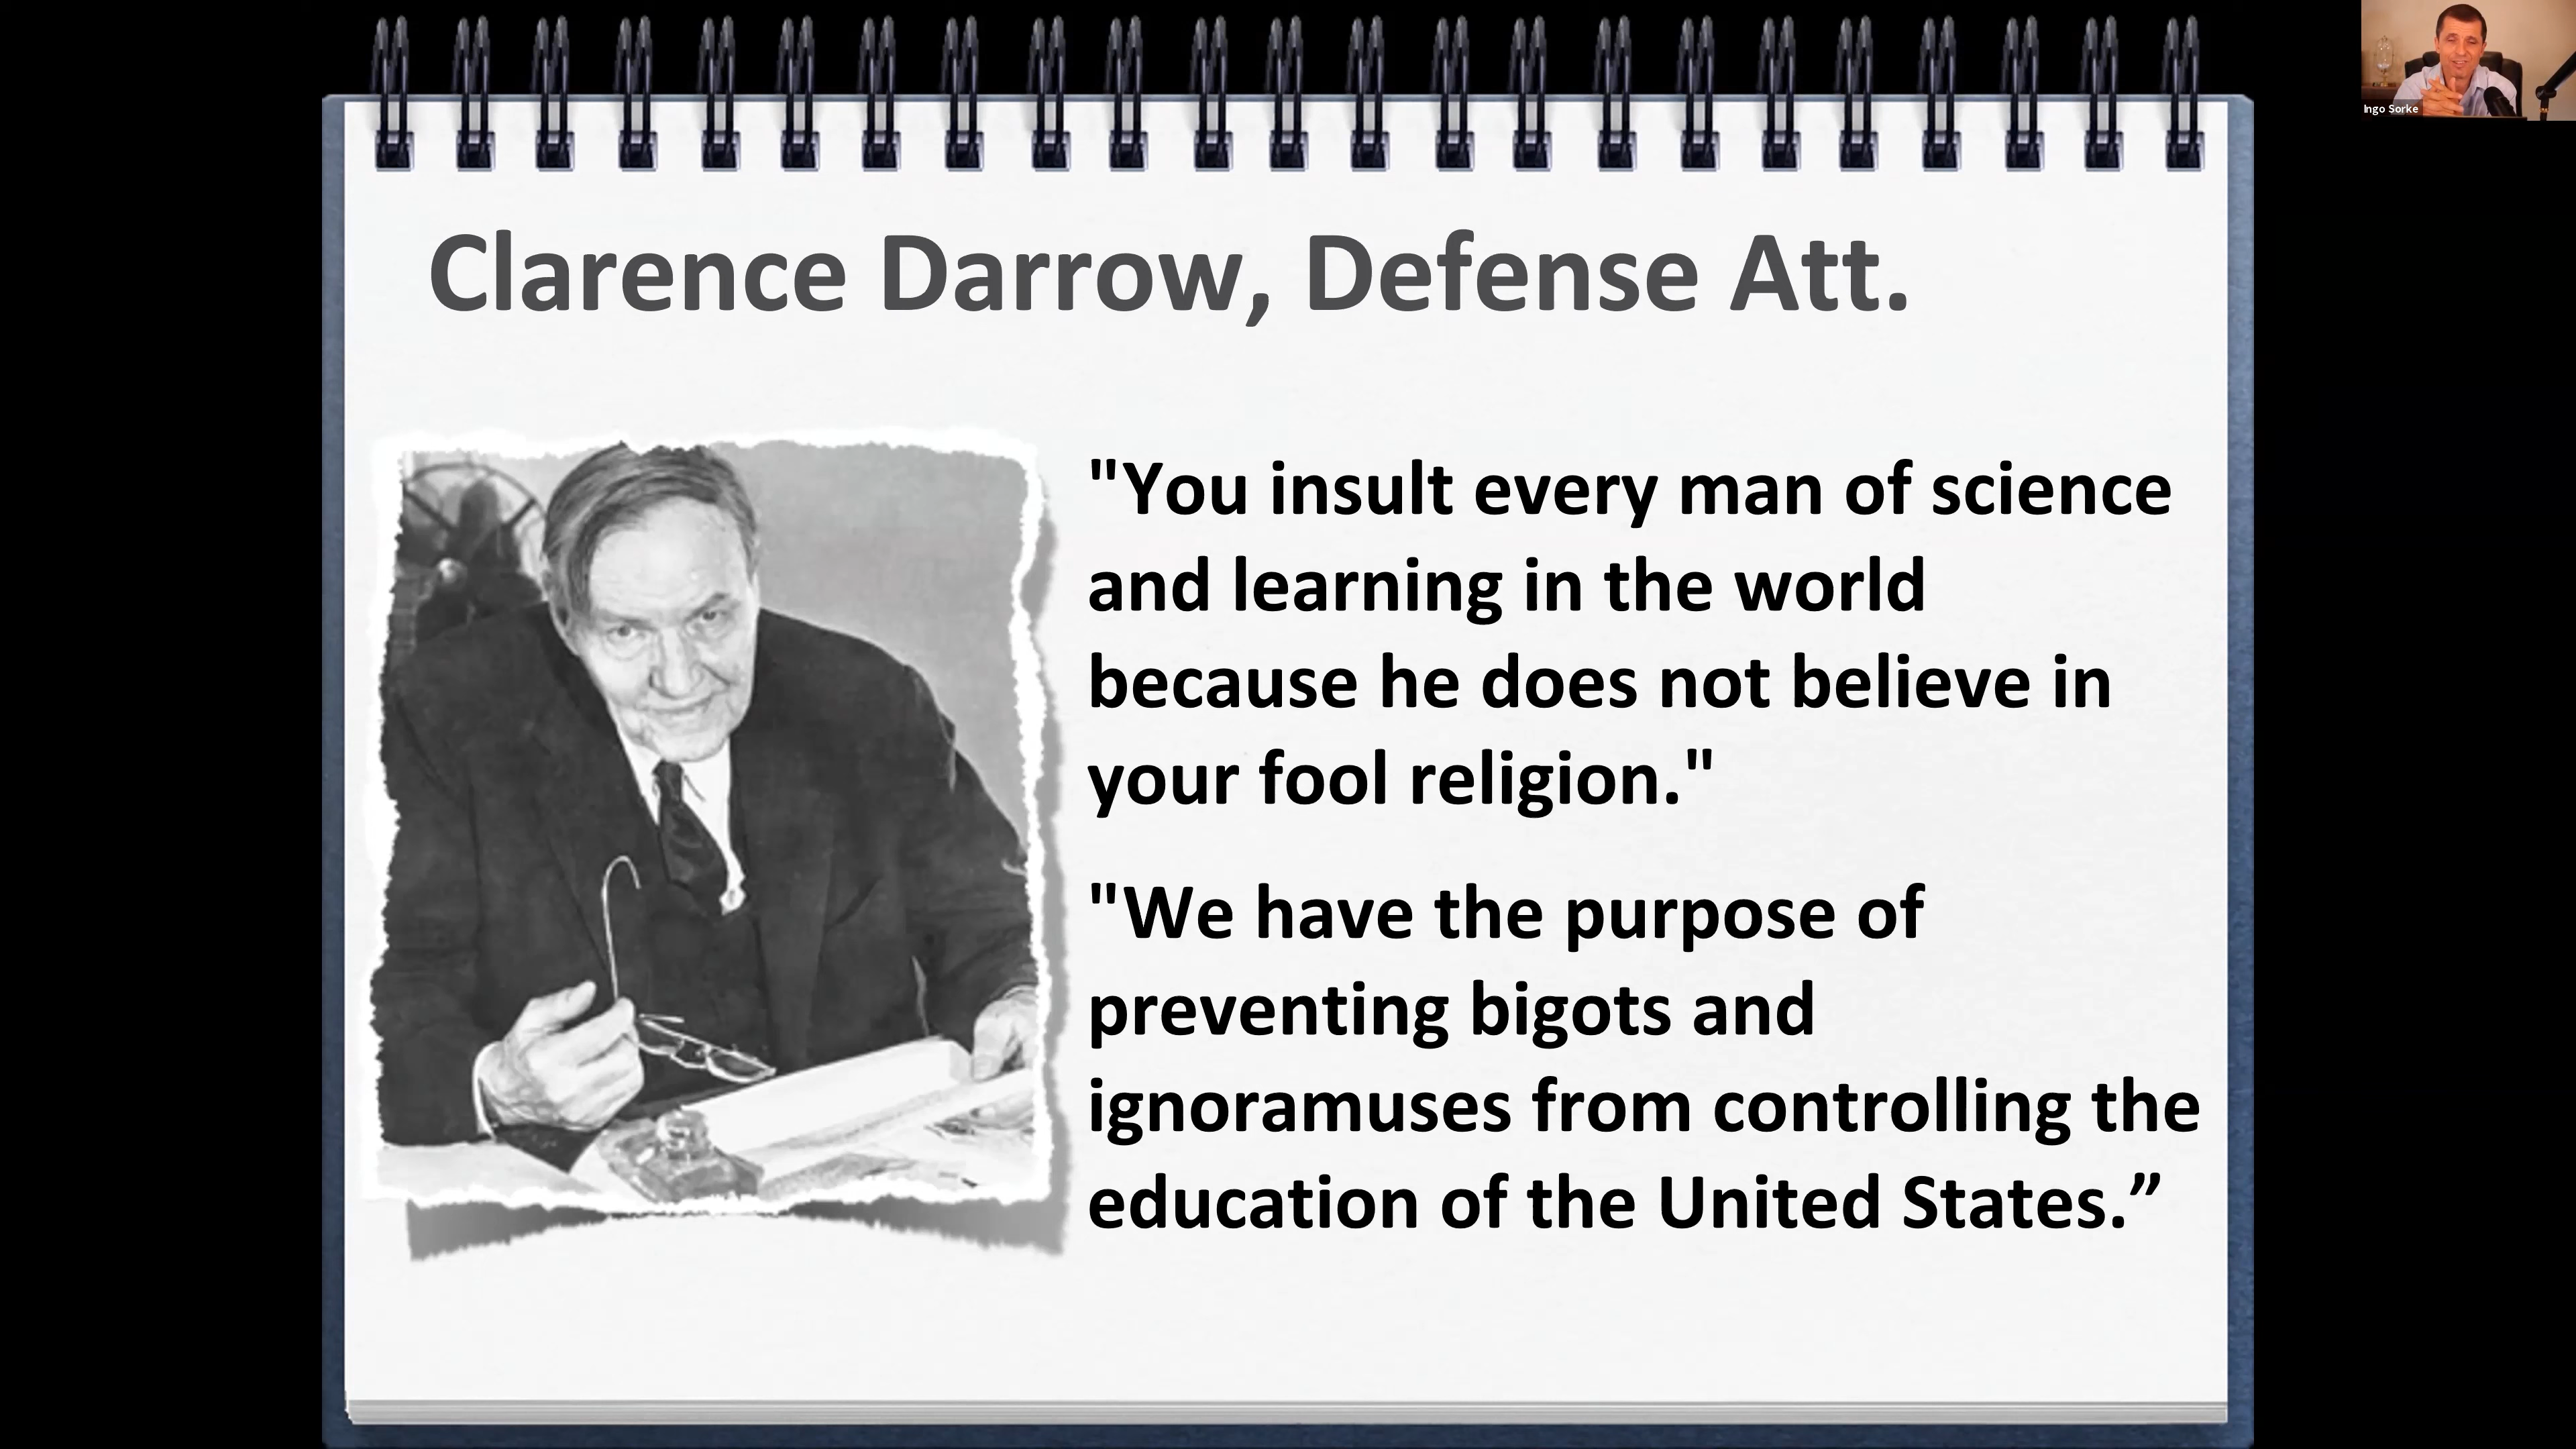 Ingo Sorke
Clarence Darrow, Defense Att.
"You insult every man of science
and learning in the world
because he does not believe in
your fool religion."
"We have the purpose of
preventing bigots and
ignoramuses from controlling the
education of the United States.”